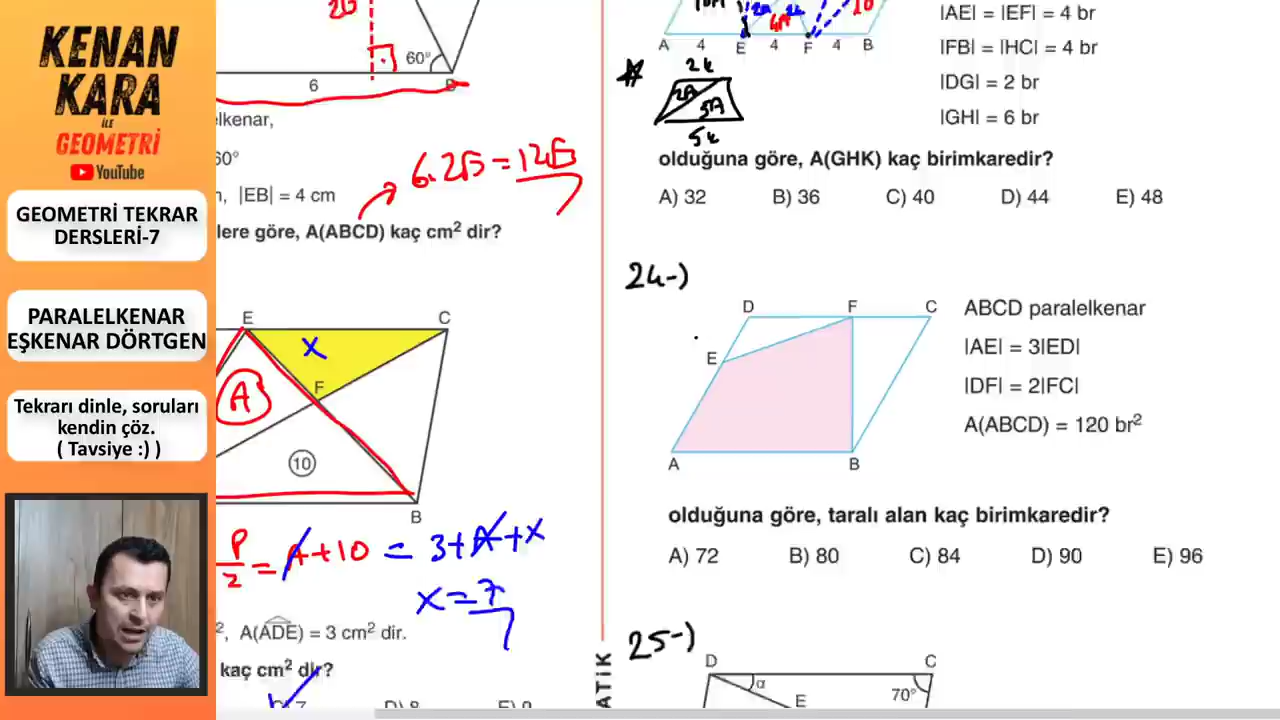 KENAN
KARA
İLE
GEOMETRİ
YouTube
GEOMETRİ TEKRAR
DERSLERİ-7
PARALELKENAR
EŞKENAR DÖRTGEN
Tekrarı dinle, soruları
kendin çöz.
( Tavsiye :) )
60°
6
B
elkenar,
60°
|EB| = 4 cm
6.2√3 = 12√3
lere göre, A(ABCD) kaç cm² dir?
E
C
x
F
A
10
B
P/2 = A + 10 = 3 + A + x
x = 7
, A(ADE) = 3 cm² dir.
kaç cm² dir?
A 4 E 4 F 4 B
|AE| = |EF| = 4 br
|FB| = |HC| = 4 br
|DG| = 2 br
|GH| = 6 br
2k
2A
5A
5k
olduğuna göre, A(GHK) kaç birimkaredir?
A) 32 B) 36 C) 40 D) 44 E) 48
24-)
D F C
E
A B
ABCD paralelkenar
|AE| = 3|ED|
|DF| = 2|FC|
A(ABCD) = 120 br²
olduğuna göre, taralı alan kaç birimkaredir?
A) 72 B) 80 C) 84 D) 90 E) 96
25-)
D C
α
70°
E
ATİK